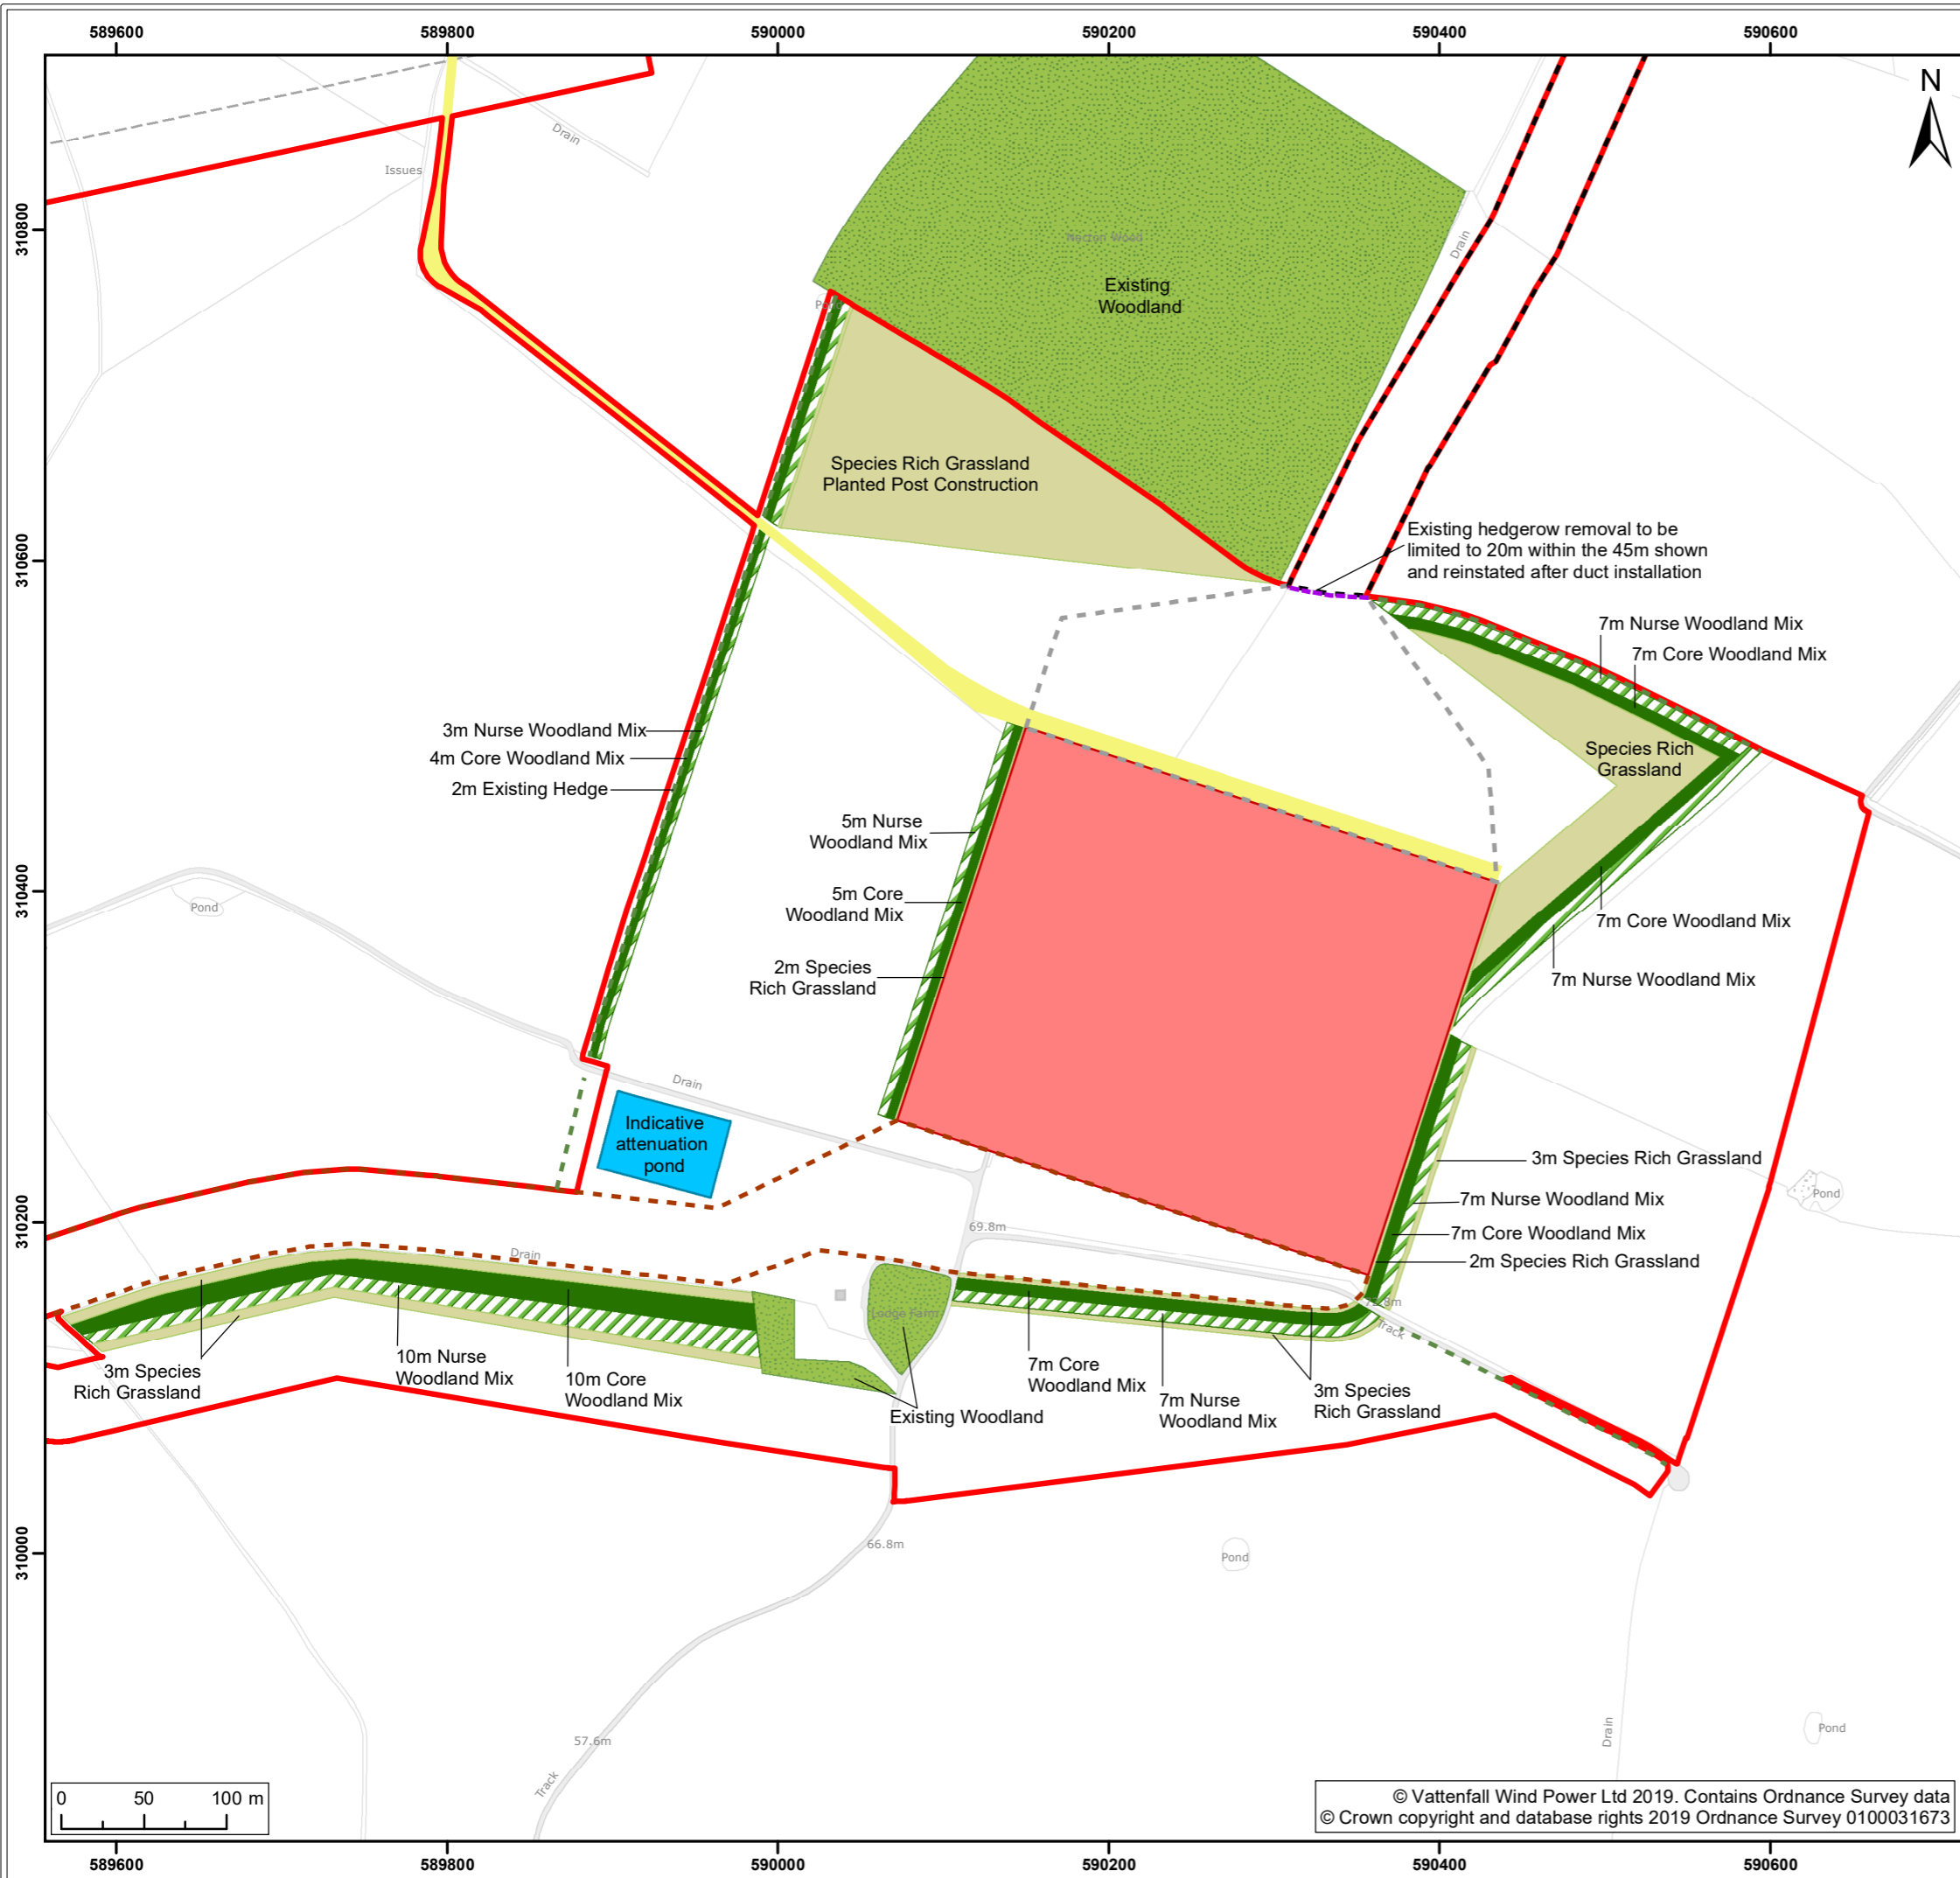 589600
589800
590000
590200
590400
590600
N
Drain
Issues
310800
Necton Wood
Drain
Existing
Woodland
Species Rich Grassland
Planted Post Construction
Existing hedgerow removal to be
limited to 20m within the 45m shown
and reinstated after duct installation
310600
7m Nurse Woodland Mix
7m Core Woodland Mix
3m Nurse Woodland Mix
4m Core Woodland Mix
2m Existing Hedge
Species Rich
Grassland
5m Nurse
Woodland Mix
5m Core
Woodland Mix
2m Species
Rich Grassland
310400
Pond
7m Core Woodland Mix
7m Nurse Woodland Mix
Drain
Indicative
attenuation
pond
3m Species Rich Grassland
7m Nurse Woodland Mix
7m Core Woodland Mix
2m Species Rich Grassland
Pond
310200
69.8m
Drain
Lodge Farm
Track
3m Species
Rich Grassland
10m Nurse
Woodland Mix
10m Core
Woodland Mix
Existing Woodland
7m Core
Woodland Mix
7m Nurse
Woodland Mix
3m Species
Rich Grassland
310000
66.8m
Pond
57.6m
Track
Drain
Pond
0 50 100 m
© Vattenfall Wind Power Ltd 2019. Contains Ordnance Survey data
© Crown copyright and database rights 2019 Ordnance Survey 0100031673
589600
589800
590000
590200
590400
590600